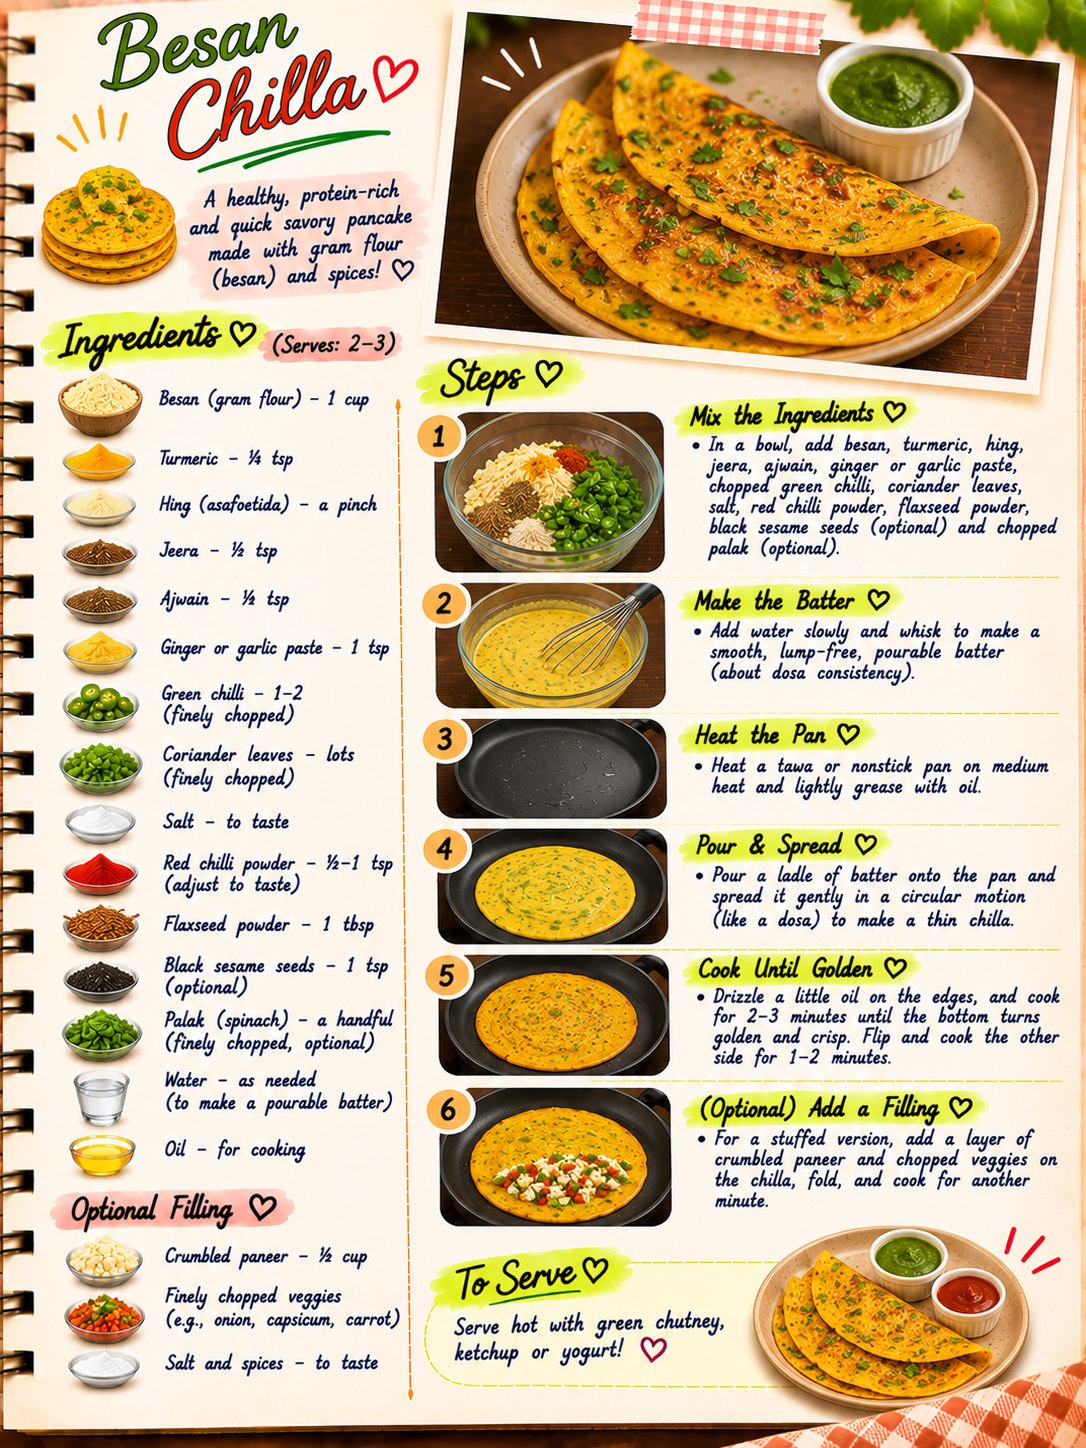 Besan
Chilla
A healthy, protein-rich
and quick savory pancake
made with gram flour
(besan) and spices!
Ingredients
(Serves: 2-3)
Besan (gram flour) – 1 cup
Turmeric – ¼ tsp
Hing (asafoetida) – a pinch
Jeera – ½ tsp
Ajwain – ½ tsp
Ginger or garlic paste – 1 tsp
Green chilli – 1-2
(finely chopped)
Coriander leaves – lots
(finely chopped)
Salt – to taste
Red chilli powder – ½-1 tsp
(adjust to taste)
Flaxseed powder – 1 tbsp
Black sesame seeds – 1 tsp
(optional)
Palak (spinach) – a handful
(finely chopped, optional)
Water – as needed
(to make a pourable batter)
Oil – for cooking
Optional Filling
Crumbled paneer – ½ cup
Finely chopped veggies
(e.g., onion, capsicum, carrot)
Salt and spices – to taste
Steps
1
Mix the Ingredients
• In a bowl, add besan, turmeric, hing,
jeera, ajwain, ginger or garlic paste,
chopped green chilli, coriander leaves,
salt, red chilli powder, flaxseed powder,
black sesame seeds (optional) and chopped
palak (optional).
2
Make the Batter
• Add water slowly and whisk to make a
smooth, lump-free, pourable batter
(about dosa consistency).
3
Heat the Pan
• Heat a tawa or nonstick pan on medium
heat and lightly grease with oil.
4
Pour & Spread
• Pour a ladle of batter onto the pan and
spread it gently in a circular motion
(like a dosa) to make a thin chilla.
5
Cook Until Golden
• Drizzle a little oil on the edges, and cook
for 2-3 minutes until the bottom turns
golden and crisp. Flip and cook the other
side for 1-2 minutes.
6
(Optional) Add a Filling
• For a stuffed version, add a layer of
crumbled paneer and chopped veggies on
the chilla, fold, and cook for another
minute.
To Serve
Serve hot with green chutney,
ketchup or yogurt!